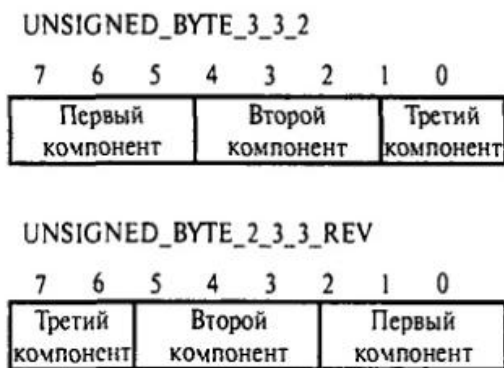 UNSIGNED_BYTE_3_3_2
7 6 5 4 3 2 1 0
Первый Второй Третий
компонент компонент компонент
UNSIGNED_BYTE_2_3_3_REV
7 6 5 4 3 2 1 0
Третий Второй Первый
компонент компонент компонент